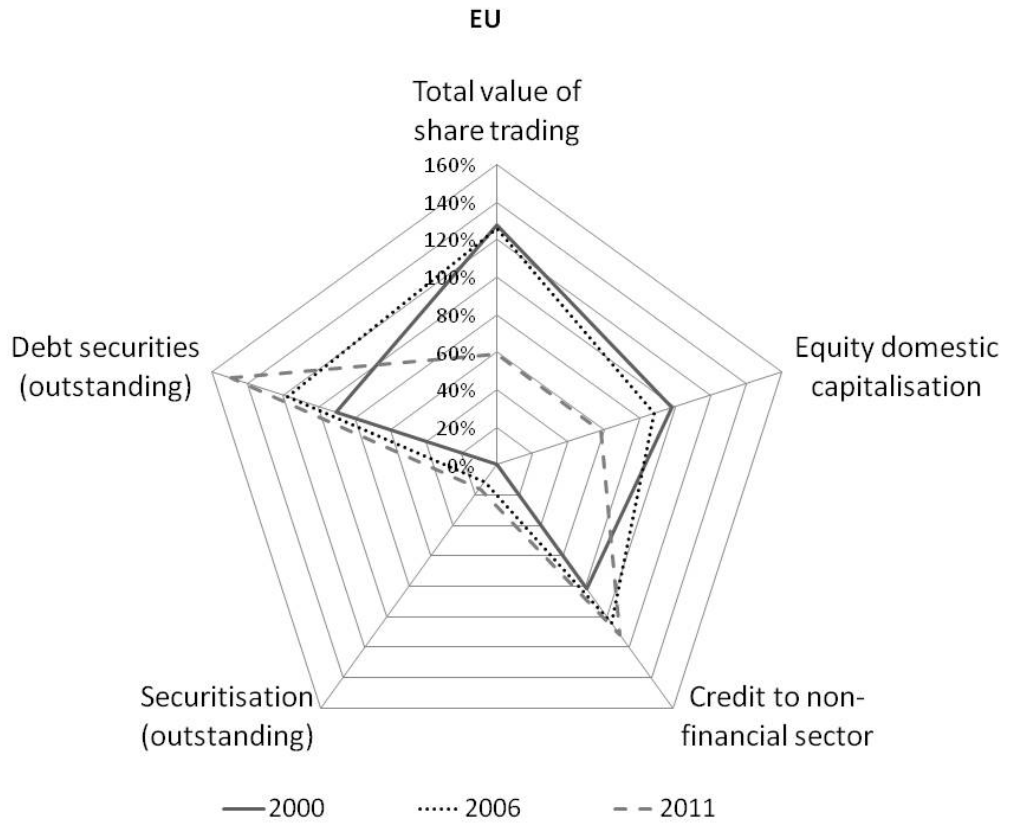 EU
Total value of
share trading
160%
140%
120%
100%
80%
60%
40%
20%
0%
Debt securities
(outstanding)
Equity domestic
capitalisation
Securitisation
(outstanding)
Credit to non-
financial sector
2000
2006
2011